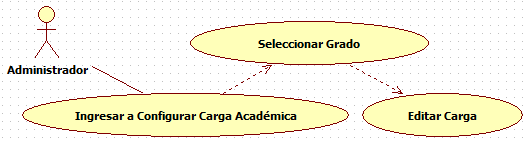 Seleccionar Grado
Administrador
Ingresar a Configurar Carga Académica
Editar Carga